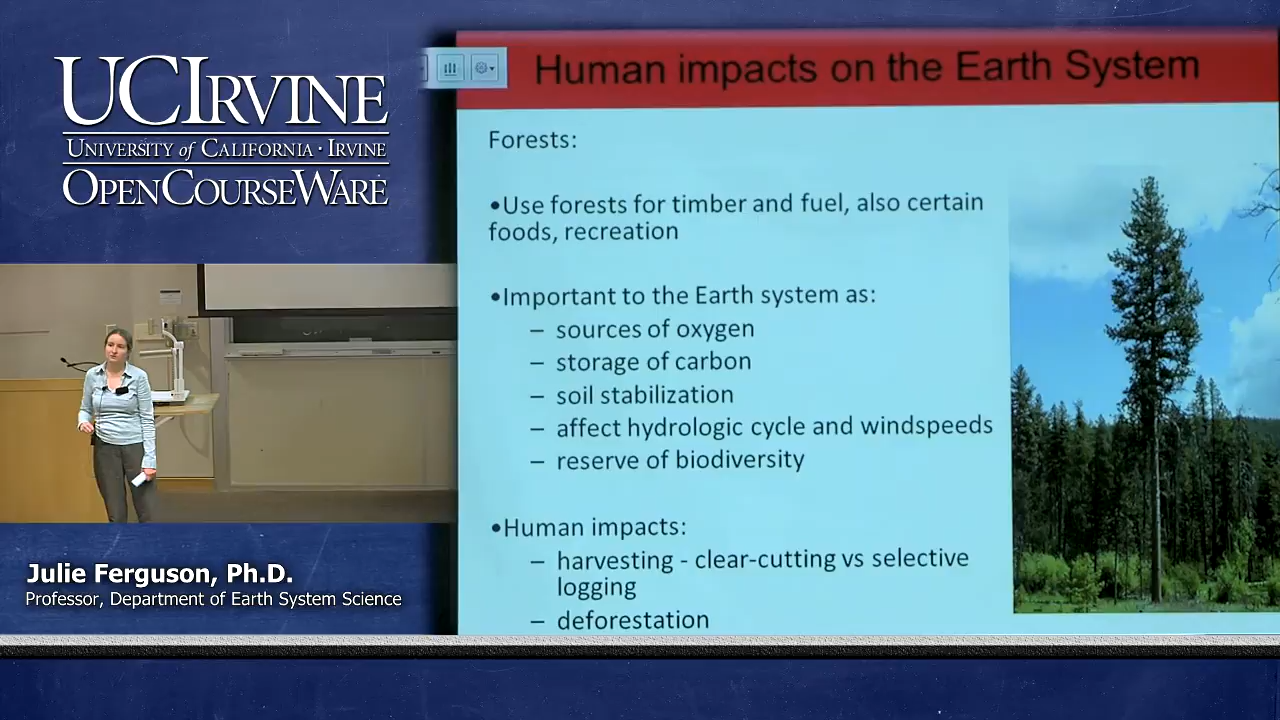 UCIRVINE
UNIVERSITY of CALIFORNIA · IRVINE
OPENCOURSEWARE
Julie Ferguson, Ph.D.
Professor, Department of Earth System Science
Human impacts on the Earth System
Forests:
•Use forests for timber and fuel, also certain
foods, recreation
•Important to the Earth system as:
– sources of oxygen
– storage of carbon
– soil stabilization
– affect hydrologic cycle and windspeeds
– reserve of biodiversity
•Human impacts:
– harvesting - clear-cutting vs selective
logging
– deforestation